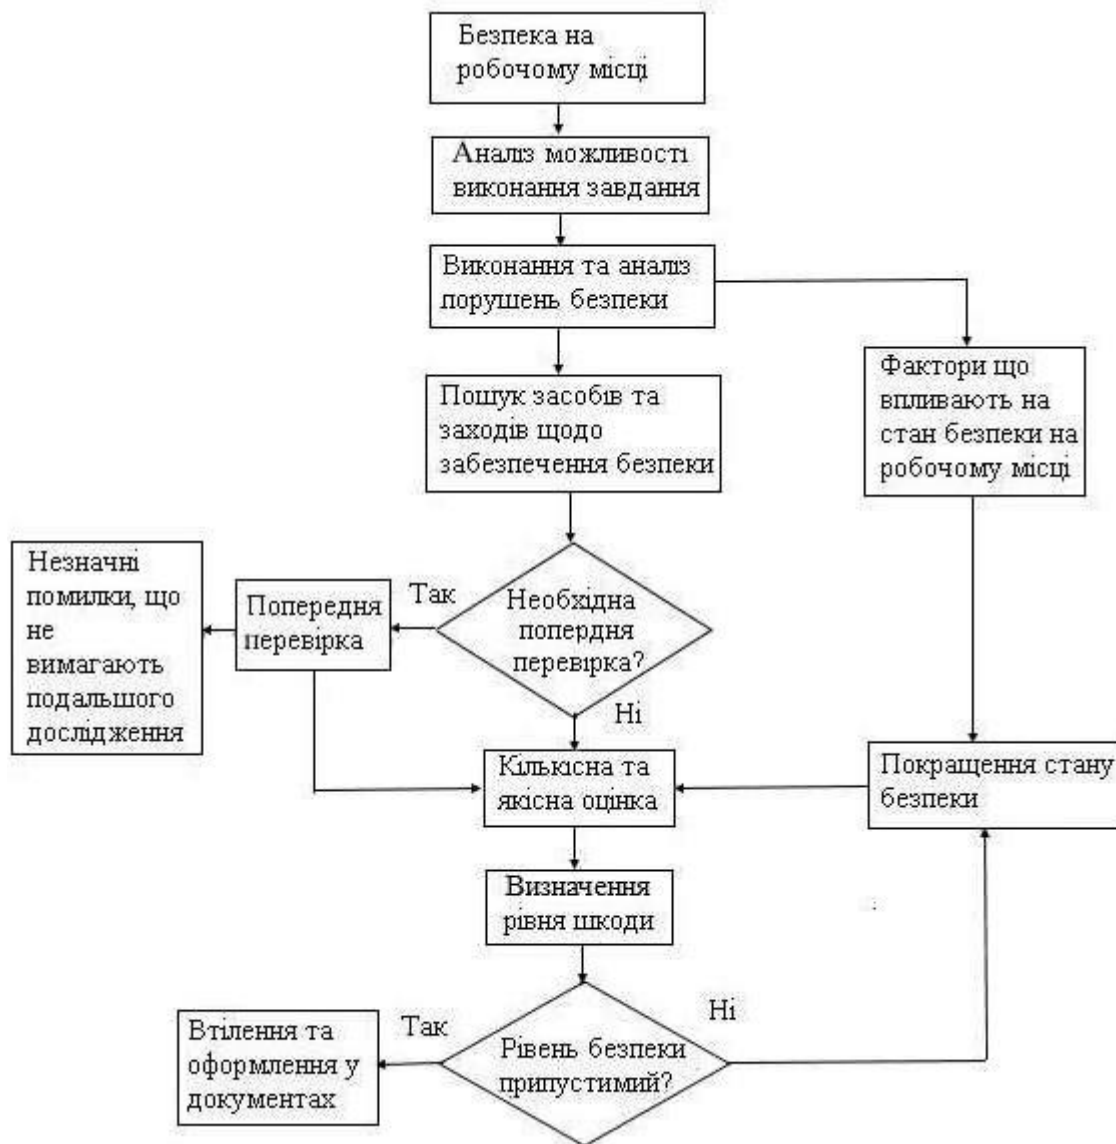 Безпека на
робочому місці
Аналіз можливості
виконання завдання
Виконання та аналіз
порушень безпеки
Пошук засобів та
заходів щодо
забезпечення безпеки
Фактори що
впливають на
стан безпеки на
робочому місці
Незначні
помилки, що
не
вимагають
подальшого
дослідження
Попередня
перевірка
Так
Необхідна
попердня
перевірка?
Ні
Кількісна та
якісна оцінка
Покращення стану
безпеки
Визначення
рівня шкоди
Втілення та
оформлення у
документах
Так
Рівень безпеки
припустимий?
Ні